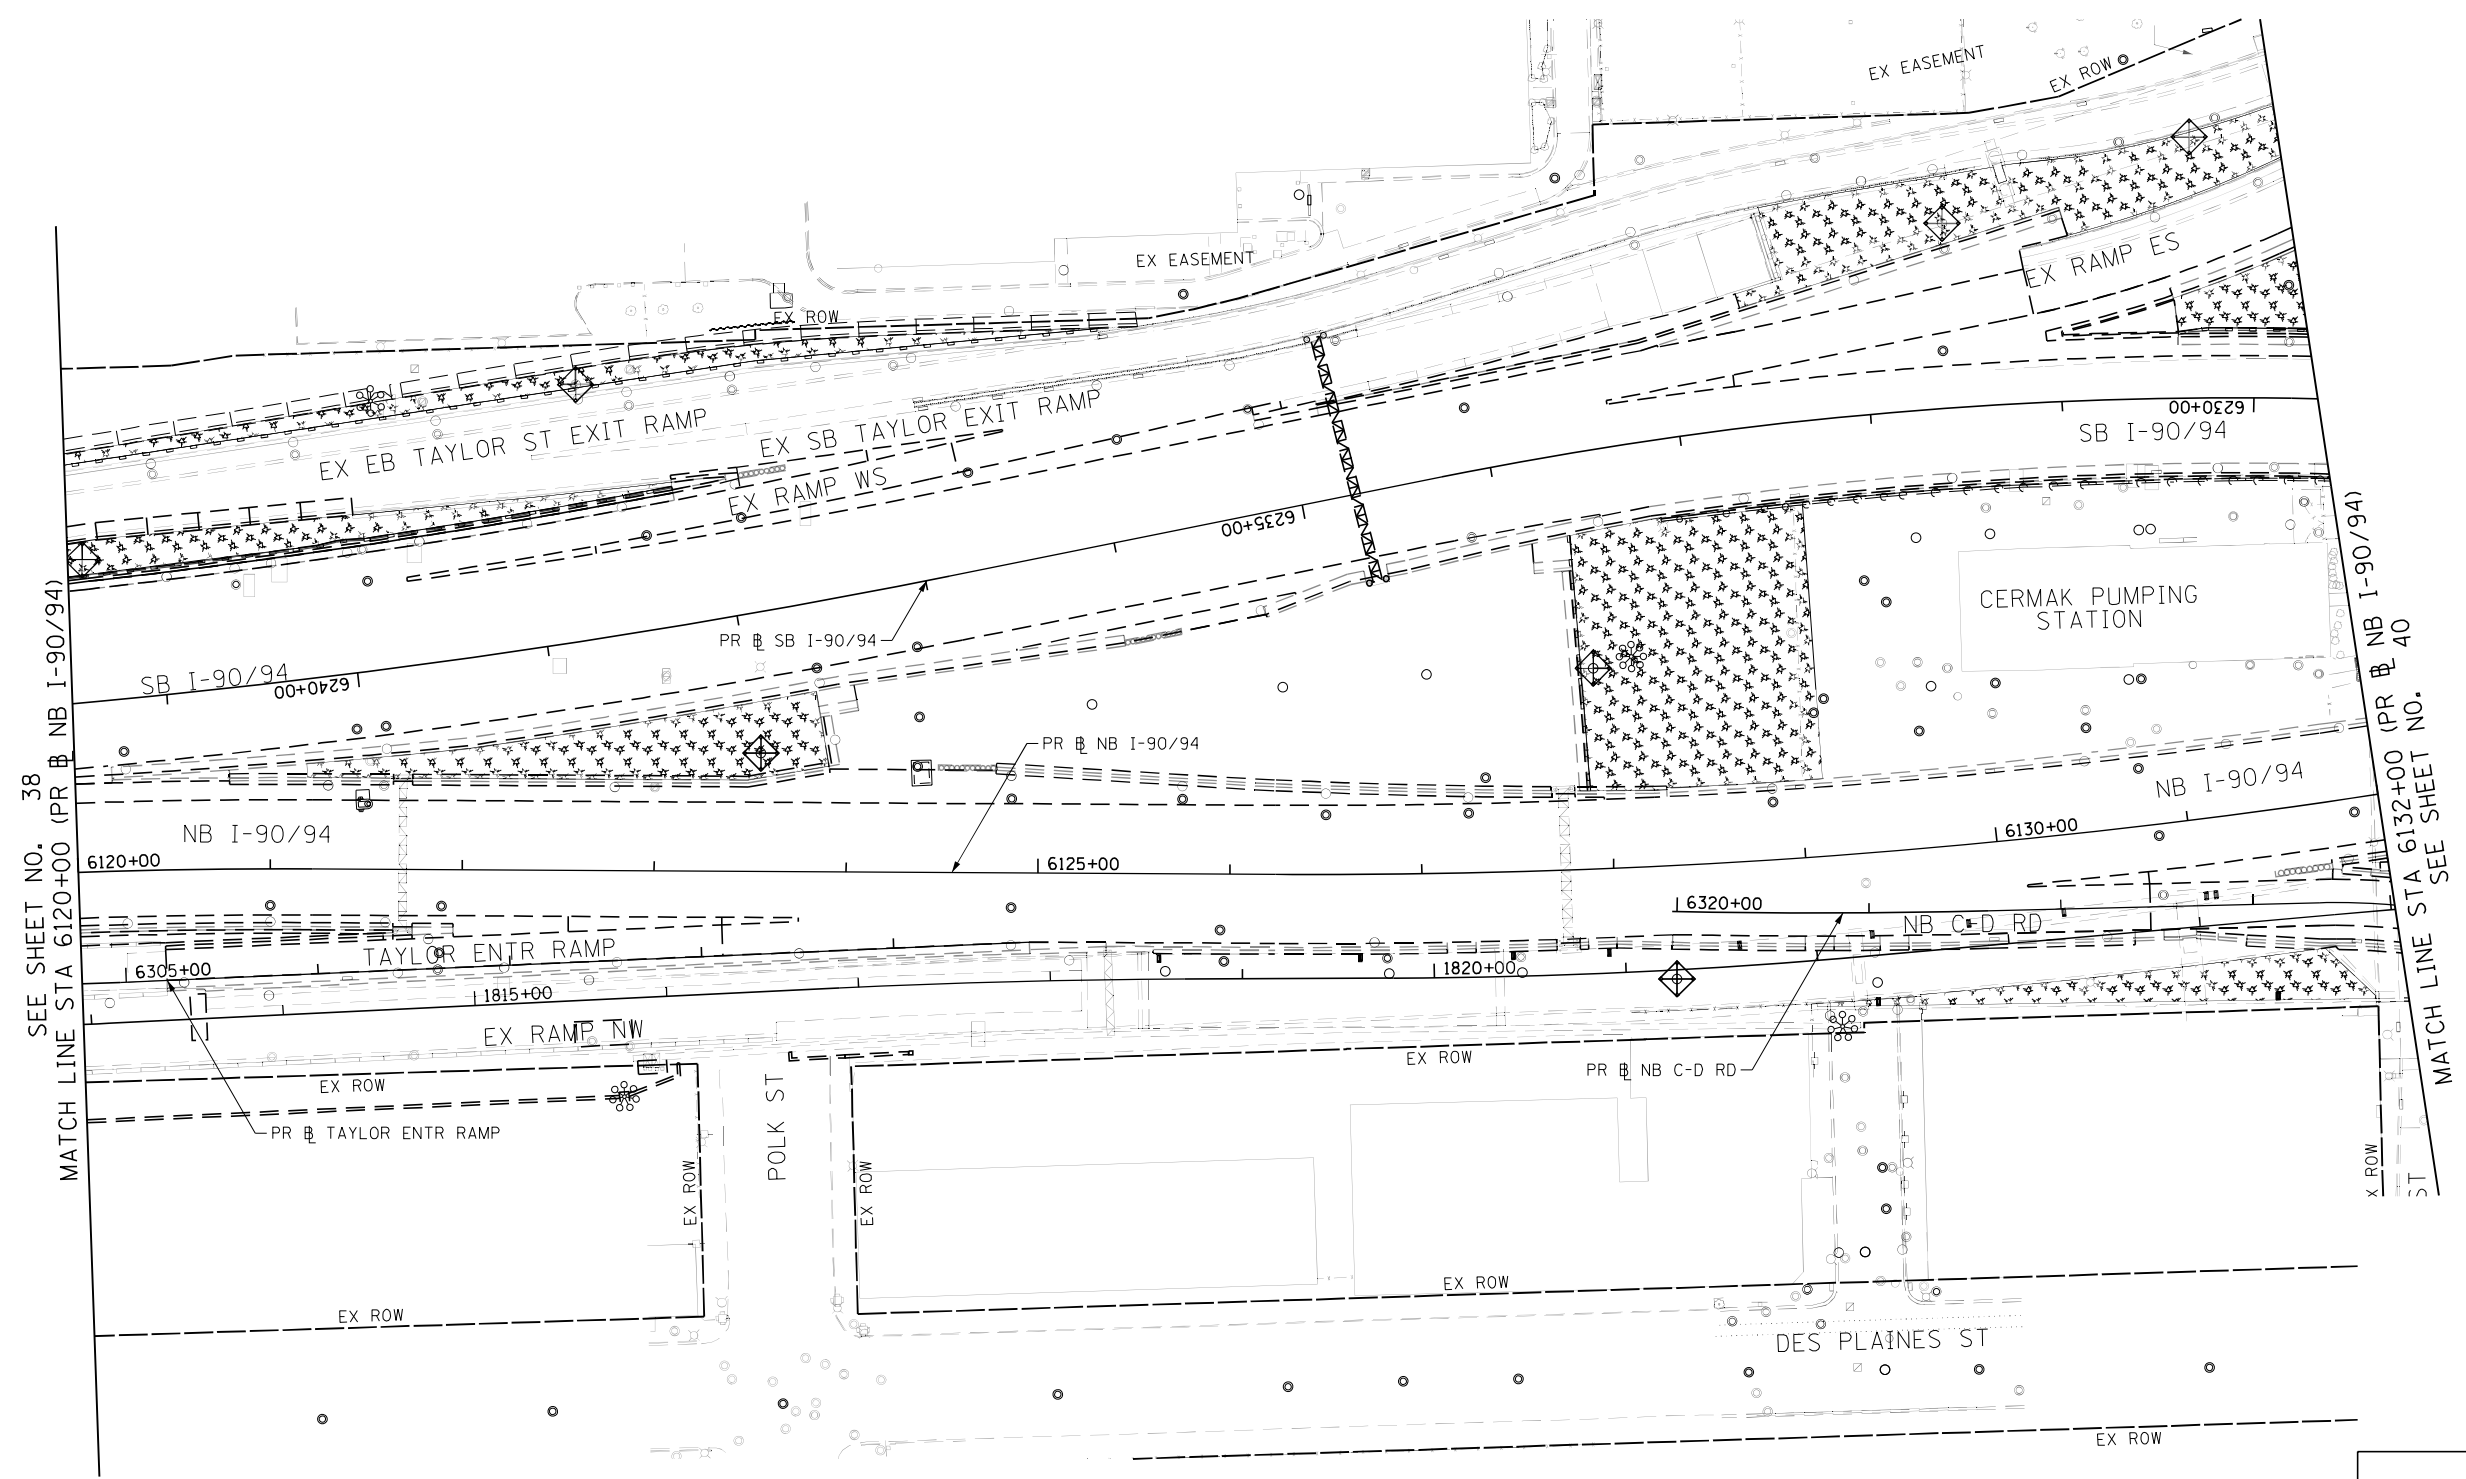 EX EASEMENT
EX ROW
EX EASEMENT
EX ROW
EX RAMP ES
EX EB TAYLOR ST EXIT RAMP
EX SB TAYLOR EXIT RAMP
EX RAMP WS
6230+00
SB I-90/94
6235+00
PR ⅊ SB I-90/94
SB I-90/94
6240+00
CERMAK PUMPING
STATION
PR ⅊ NB I-90/94
NB I-90/94
NB I-90/94
6120+00
6125+00
6130+00
6320+00
NB C-D RD
TAYLOR ENTR RAMP
6305+00
1815+00
1820+00
EX RAMP NW
EX ROW
EX ROW
PR ⅊ NB C-D RD
PR ⅊ TAYLOR ENTR RAMP
POLK ST
EX ROW
EX ROW
X ROW
ST
EX ROW
EX ROW
DES PLAINES ST
EX ROW
SEE SHEET NO. 38
MATCH LINE STA 6120+00 (PR ⅊ NB I-90/94)
MATCH LINE STA 6132+00 (PR ⅊ NB I-90/94)
SEE SHEET NO. 40